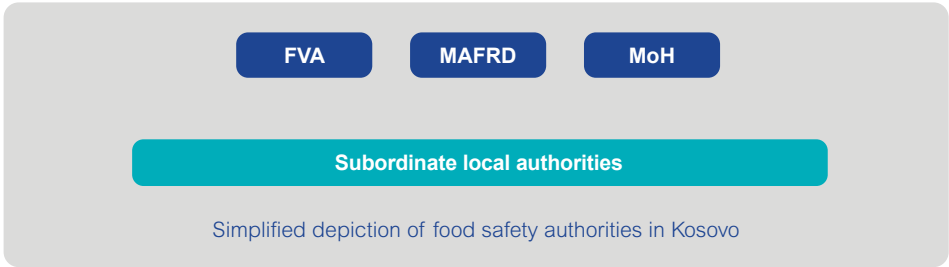 FVA MAFRD MoH
Subordinate local authorities
Simplified depiction of food safety authorities in Kosovo